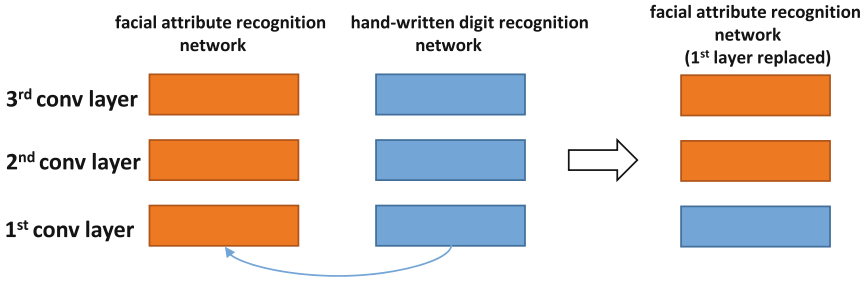 facial attribute recognition
network
hand-written digit recognition
network
facial attribute recognition
network
(1st layer replaced)
3rd conv layer
2nd conv layer
1st conv layer